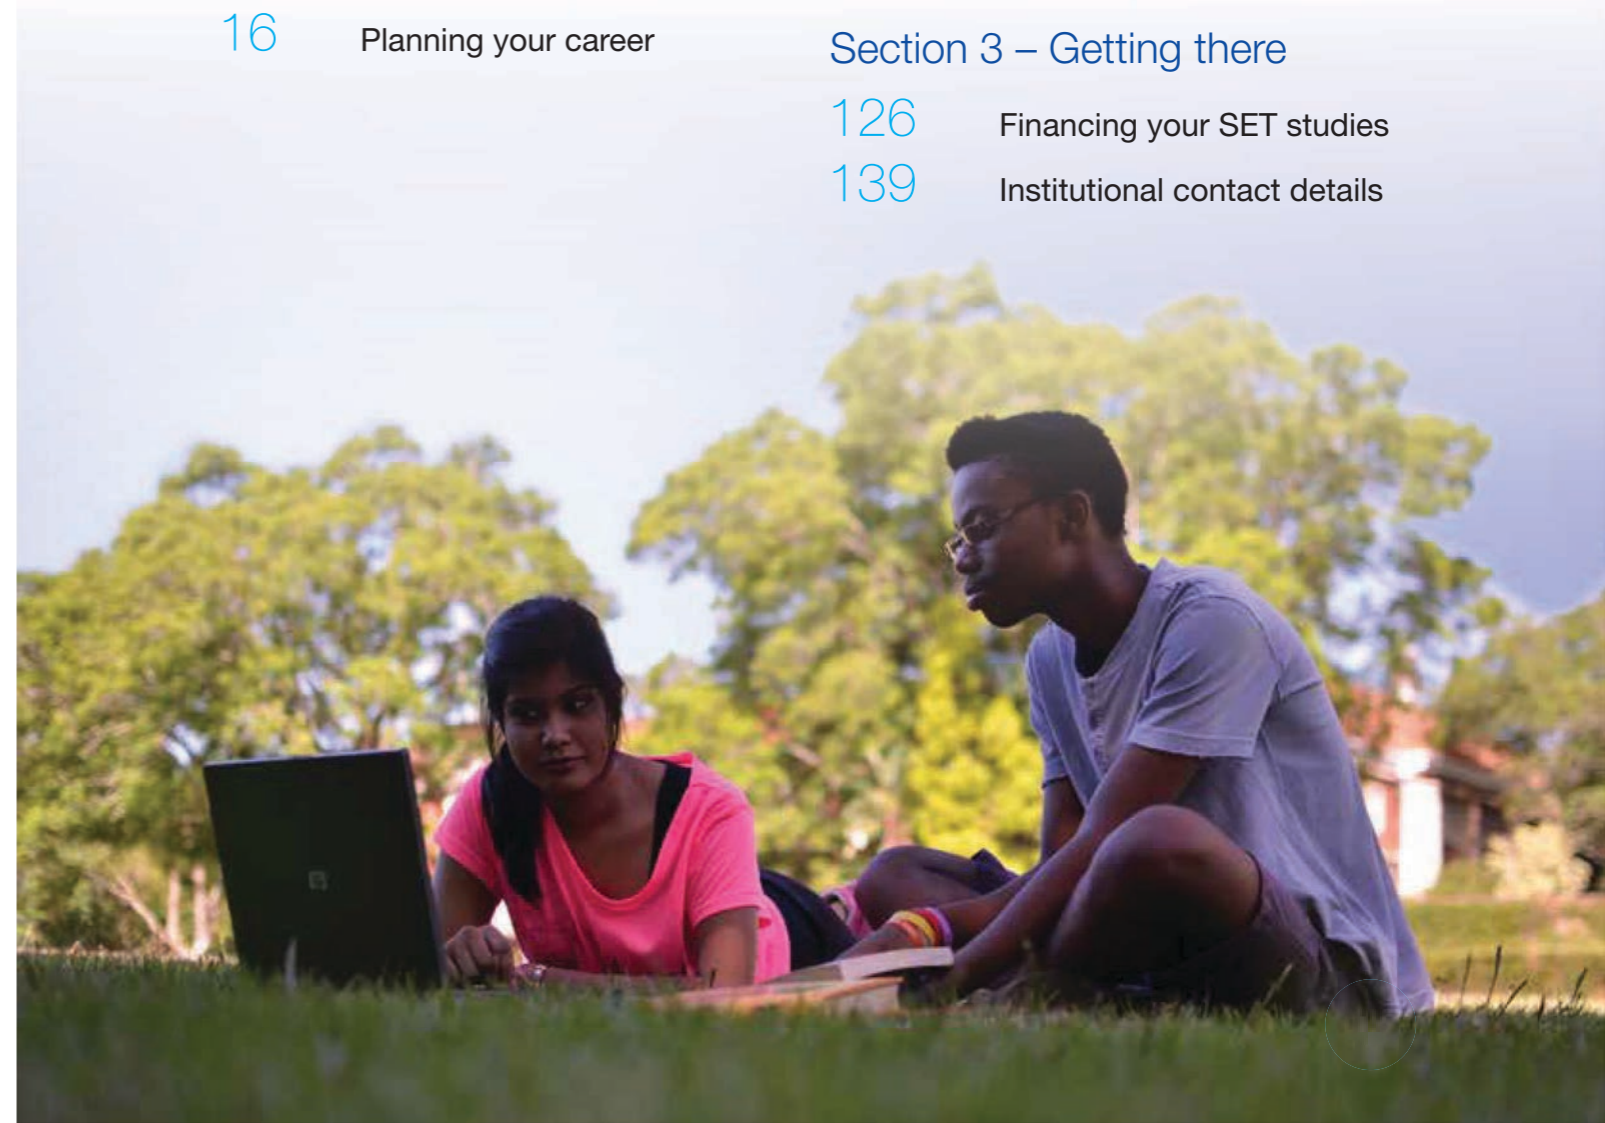 16 Planning your career
Section 3 – Getting there
126 Financing your SET studies
139 Institutional contact details